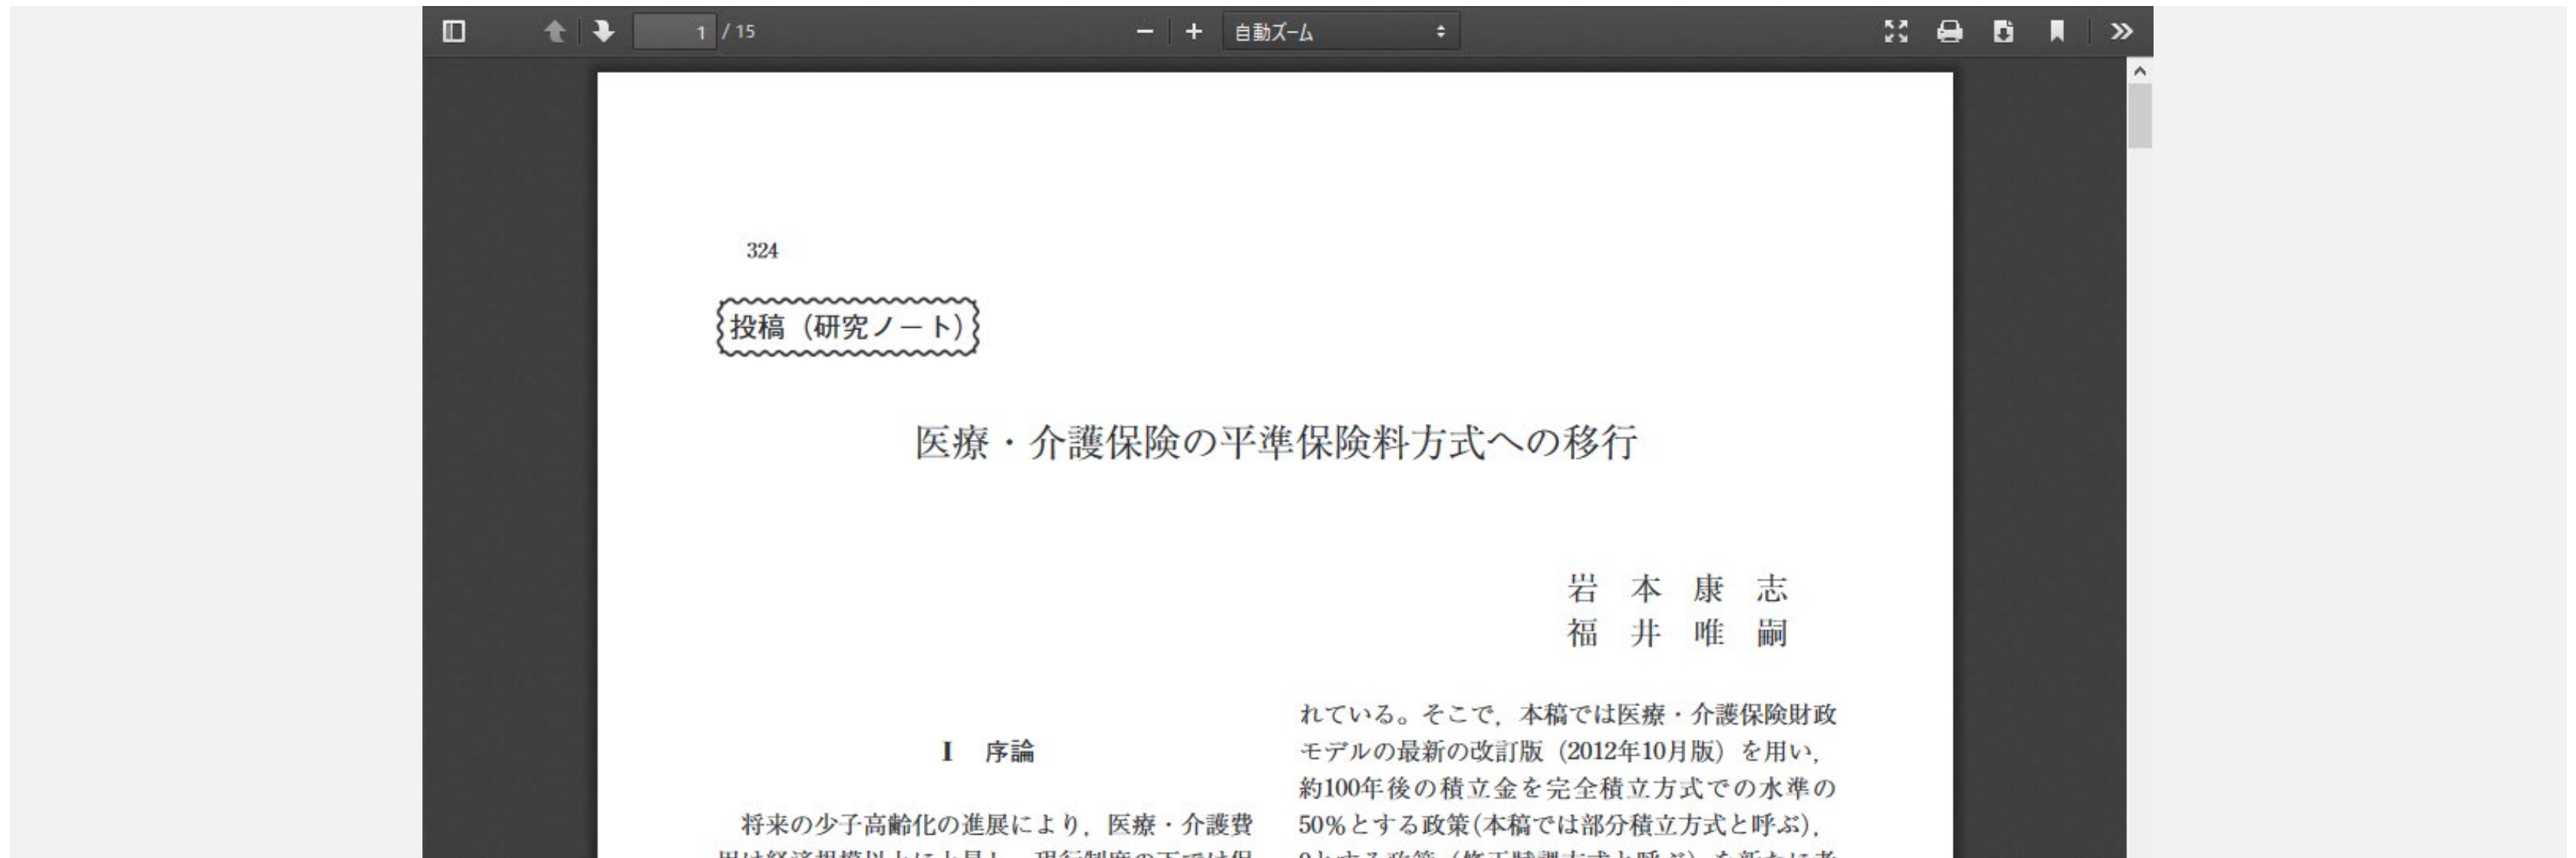 1 / 15
自動ズーム
324
投稿（研究ノート）
医療・介護保険の平準保険料方式への移行
岩 本 康 志
福 井 唯 嗣
I 序論
将来の少子高齢化の進展により，医療・介護費
れている。そこで，本稿では医療・介護保険財政
モデルの最新の改訂版（2012年10月版）を用い，
約100年後の積立金を完全積立方式での水準の
50％とする政策（本稿では部分積立方式と呼ぶ），